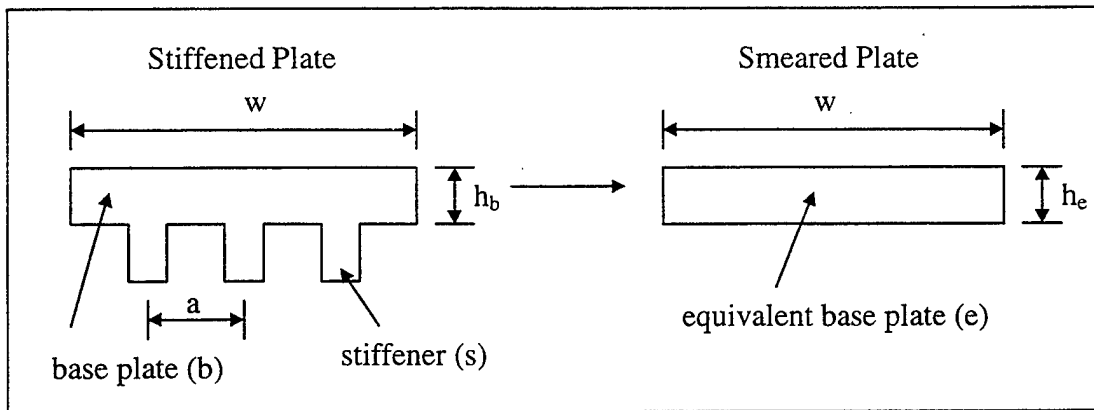 Stiffened Plate
Smeared Plate
w
w
h_b
h_e
a
equivalent base plate (e)
base plate (b)
stiffener (s)